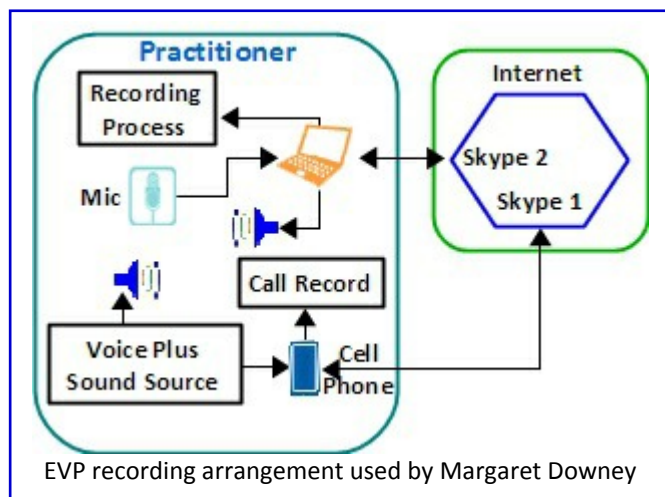 Practitioner
Recording
Process
Mic
Call Record
Voice Plus
Sound Source
Cell
Phone
Internet
Skype 2
Skype 1
EVP recording arrangement used by Margaret Downey